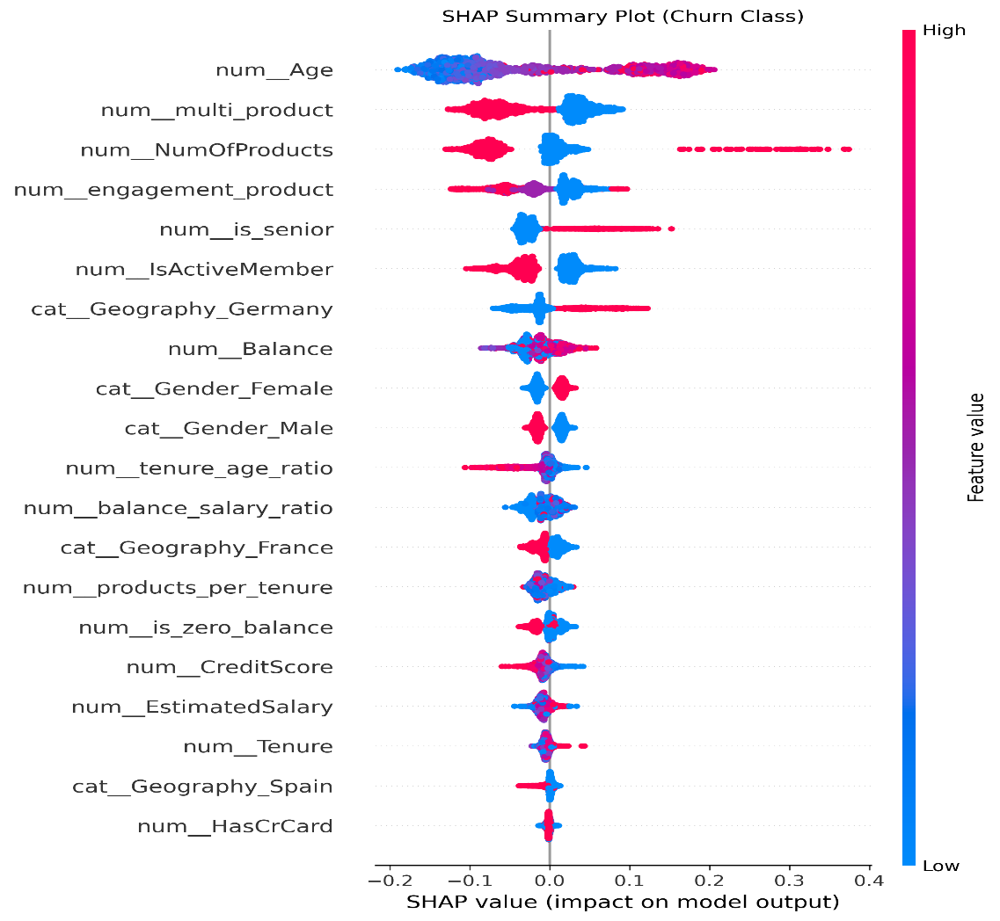 SHAP Summary Plot (Churn Class)
High
num__Age
num__multi_product
num__NumOfProducts
num__engagement_product
num__is_senior
num__IsActiveMember
cat__Geography_Germany
num__Balance
cat__Gender_Female
cat__Gender_Male
num__tenure_age_ratio
num__balance_salary_ratio
cat__Geography_France
num__products_per_tenure
num__is_zero_balance
num__CreditScore
num__EstimatedSalary
num__Tenure
cat__Geography_Spain
num__HasCrCard
Feature value
Low
−0.2 −0.1 0.0 0.1 0.2 0.3 0.4
SHAP value (impact on model output)